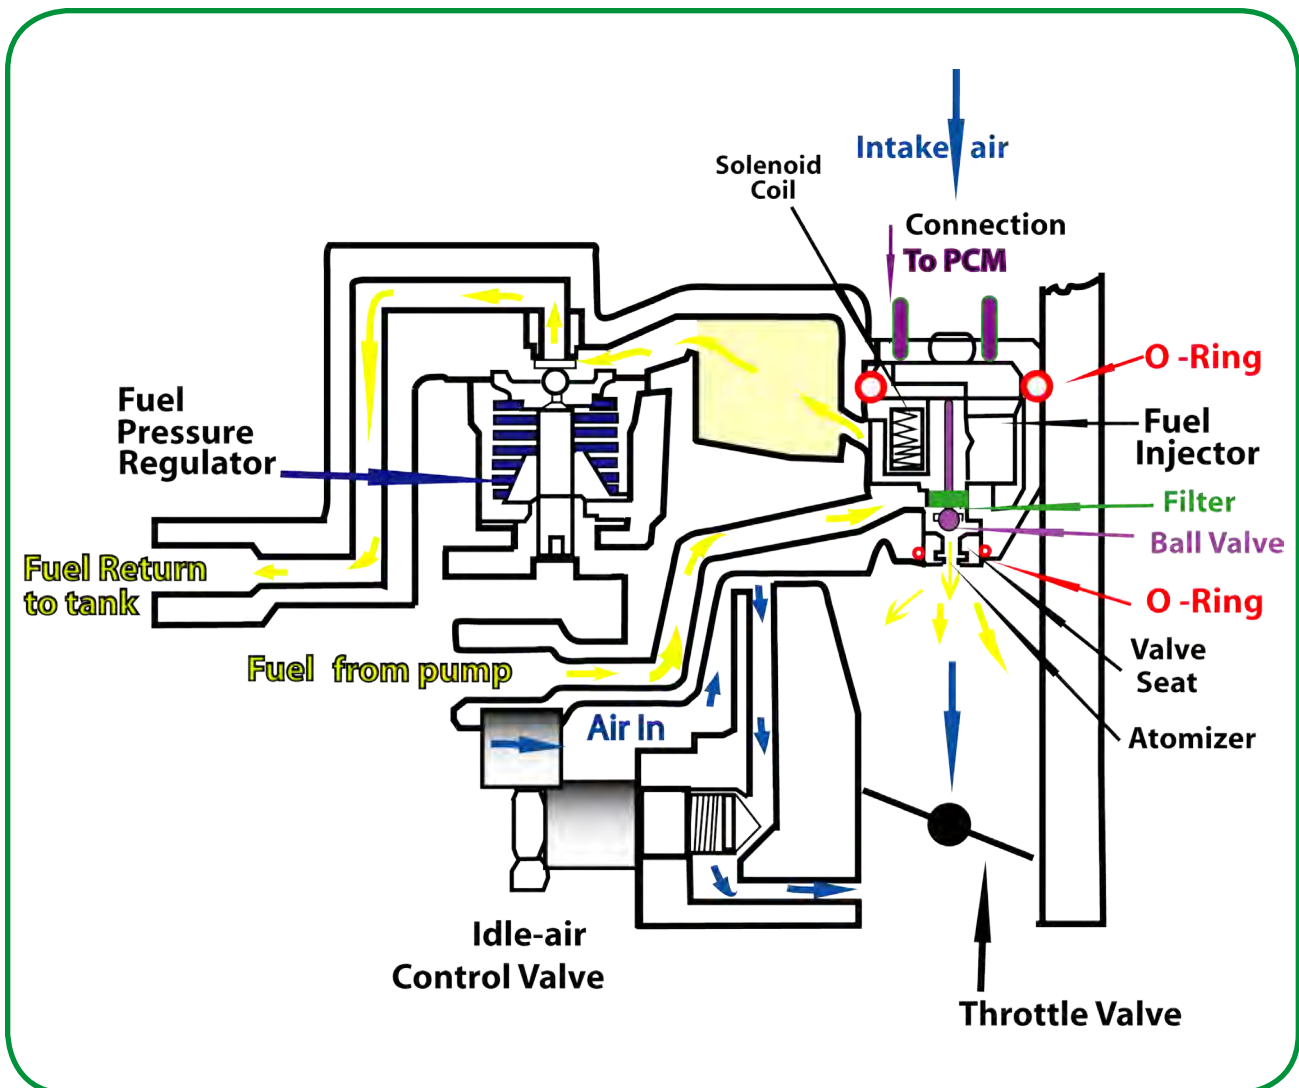 Intake air
Solenoid
Coil
Connection
To PCM
O -Ring
Fuel
Pressure
Regulator
Fuel
Injector
Filter
Ball Valve
Fuel Return
to tank
O -Ring
Valve
Seat
Fuel from pump
Air In
Atomizer
Idle-air
Control Valve
Throttle Valve